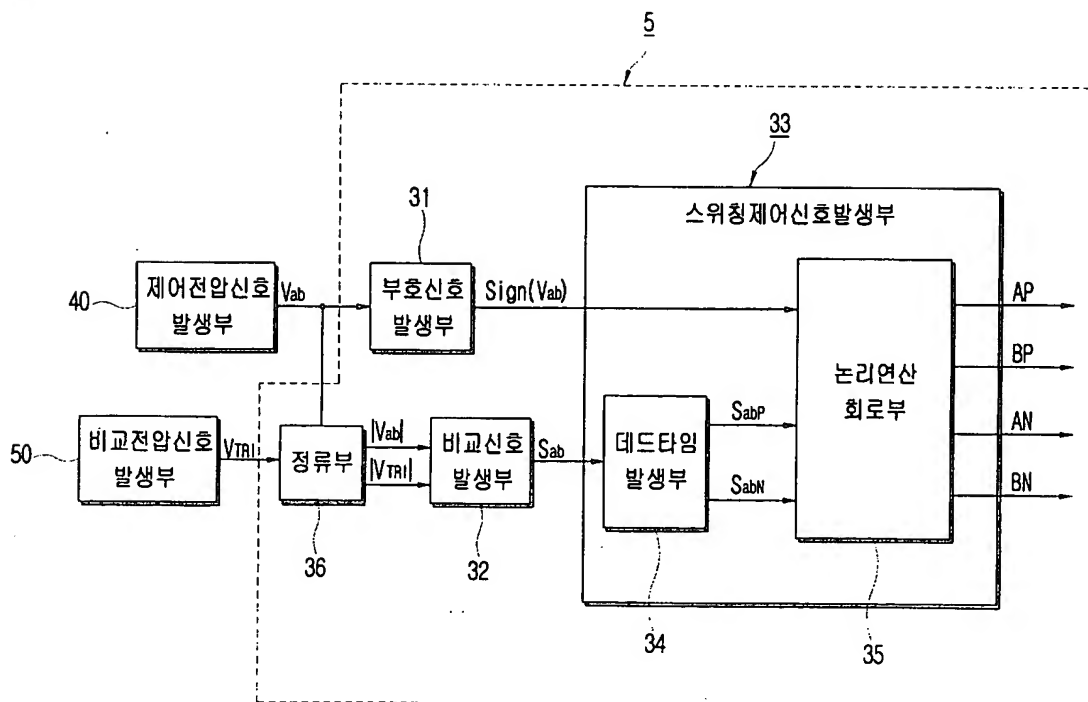 5
33
스위칭제어신호발생부
31
40
제어전압신호
발생부
Vab
부호신호
발생부
Sign(Vab)
논리연산
회로부
AP
BP
AN
BN
50
비교전압신호
발생부
VTRI
정류부
|Vab|
|VTRI|
비교신호
발생부
Sab
데드타임
발생부
SabP
SabN
36
32
34
35